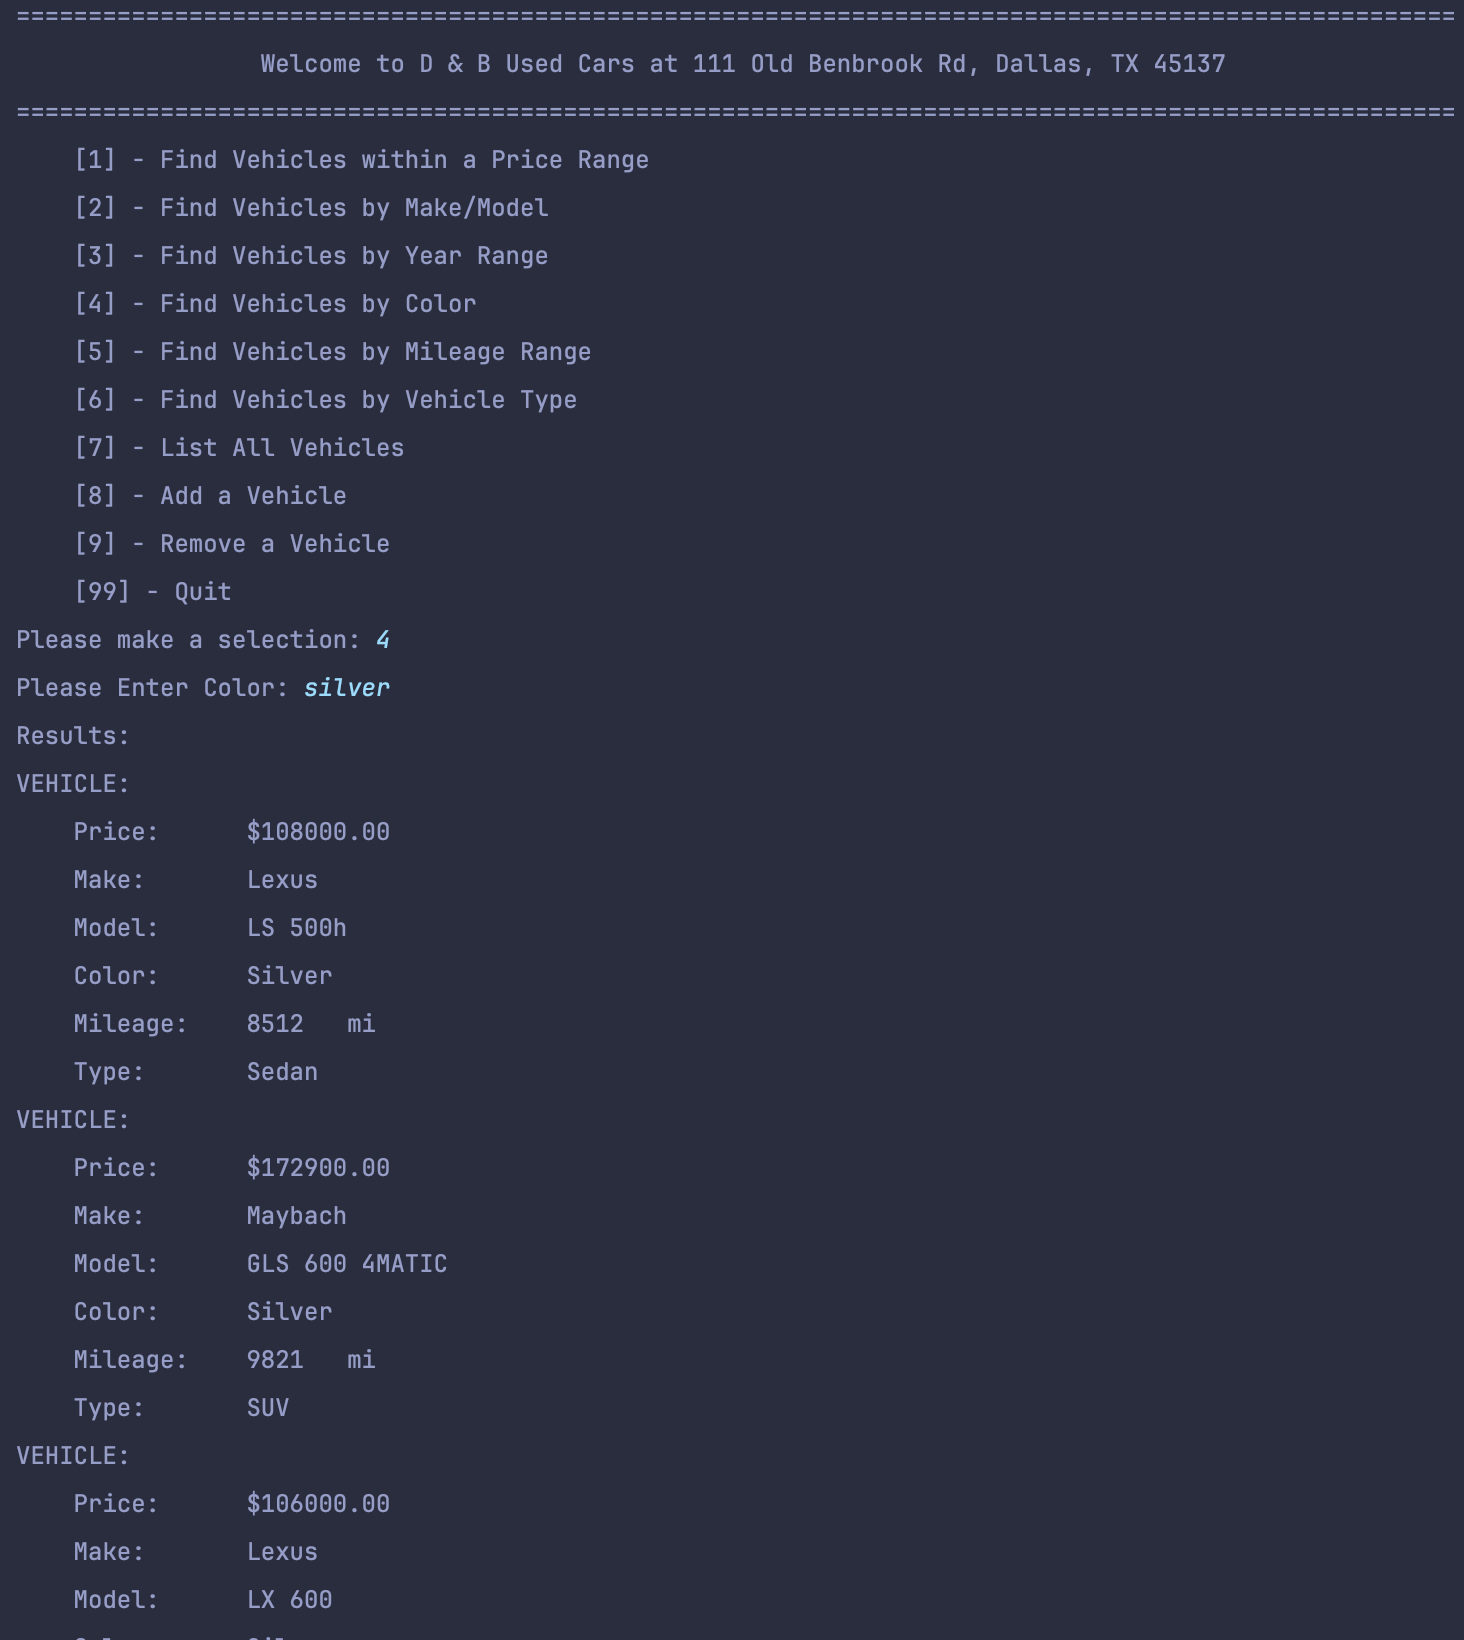 ====================================================================================================
Welcome to D & B Used Cars at 111 Old Benbrook Rd, Dallas, TX 45137
====================================================================================================
[1] - Find Vehicles within a Price Range
[2] - Find Vehicles by Make/Model
[3] - Find Vehicles by Year Range
[4] - Find Vehicles by Color
[5] - Find Vehicles by Mileage Range
[6] - Find Vehicles by Vehicle Type
[7] - List All Vehicles
[8] - Add a Vehicle
[9] - Remove a Vehicle
[99] - Quit
Please make a selection: 4
Please Enter Color: silver
Results:
VEHICLE:
Price: $108000.00
Make: Lexus
Model: LS 500h
Color: Silver
Mileage: 8512 mi
Type: Sedan
VEHICLE:
Price: $172900.00
Make: Maybach
Model: GLS 600 4MATIC
Color: Silver
Mileage: 9821 mi
Type: SUV
VEHICLE:
Price: $106000.00
Make: Lexus
Model: LX 600